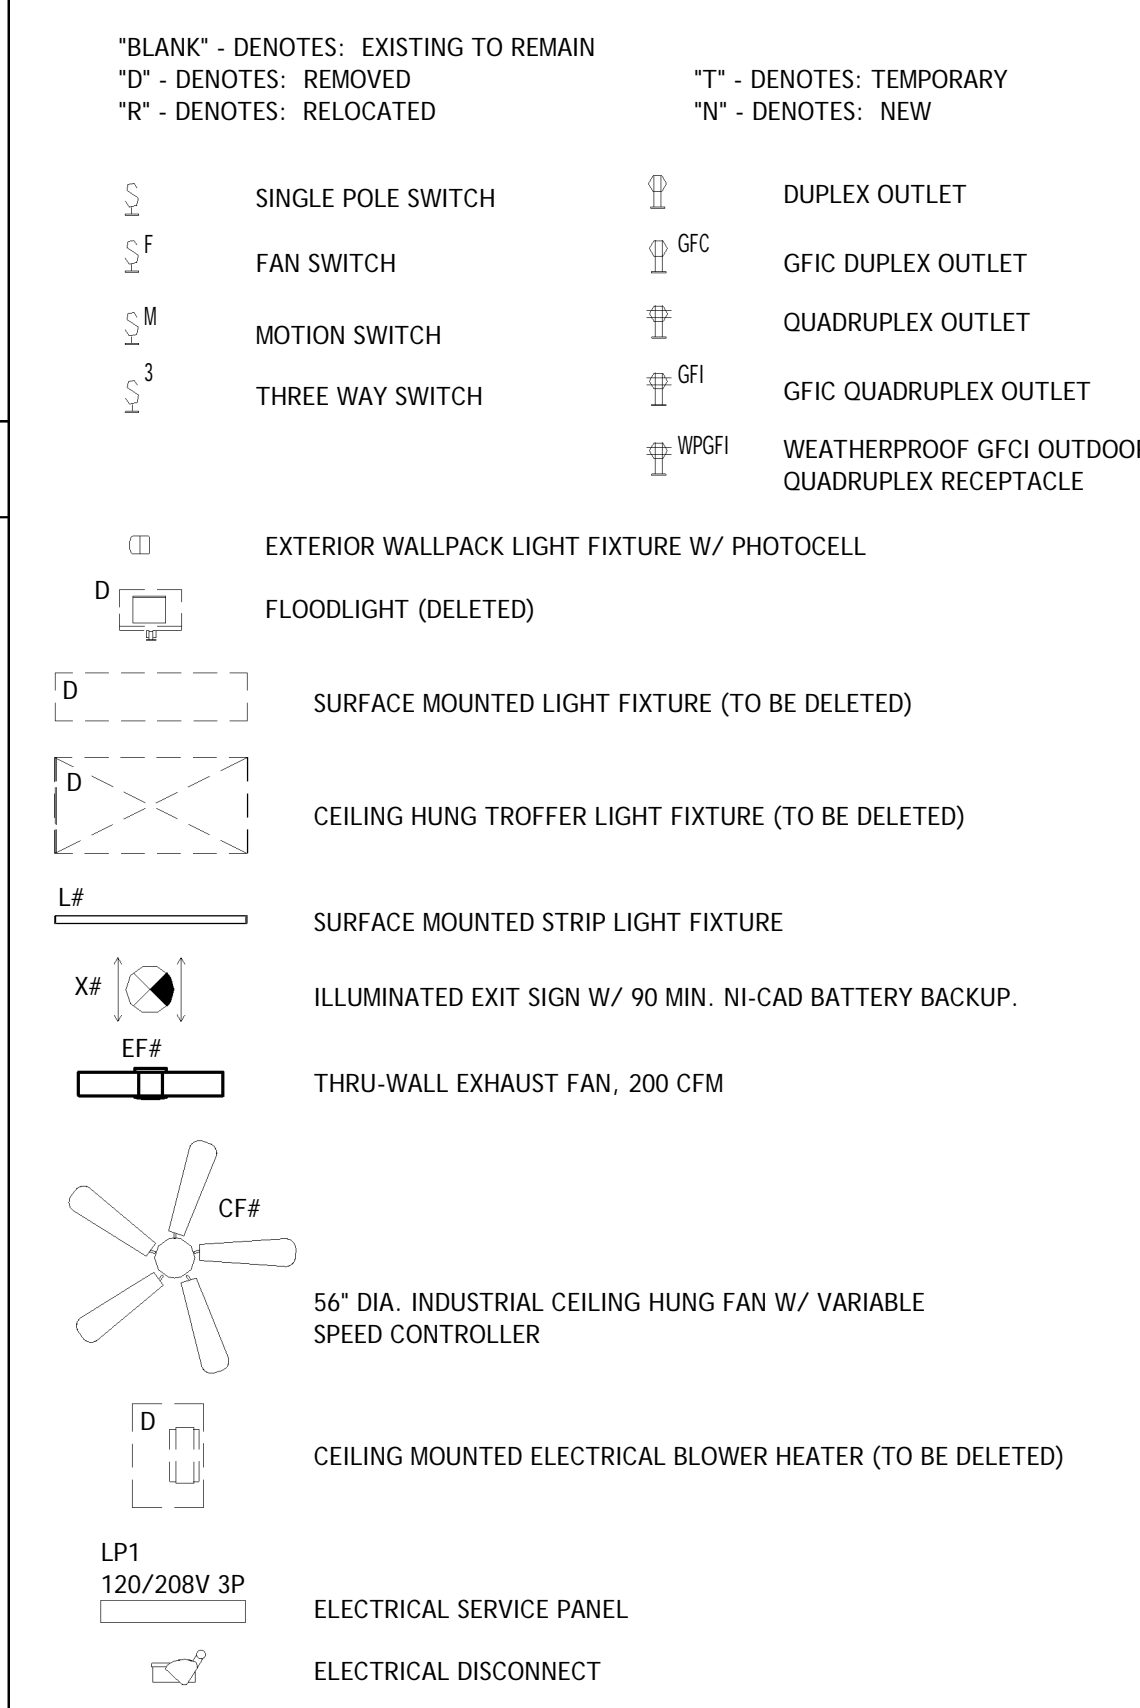 "BLANK" - DENOTES: EXISTING TO REMAIN
"D" - DENOTES: REMOVED
"T" - DENOTES: TEMPORARY
"R" - DENOTES: RELOCATED
"N" - DENOTES: NEW
S
SINGLE POLE SWITCH
DUPLEX OUTLET
S F
FAN SWITCH
GFC
GFIC DUPLEX OUTLET
S M
MOTION SWITCH
QUADRUPLEX OUTLET
S 3
THREE WAY SWITCH
GFI
GFIC QUADRUPLEX OUTLET
WPGFI
WEATHERPROOF GFCI OUTDOOR
QUADRUPLEX RECEPTACLE
EXTERIOR WALLPACK LIGHT FIXTURE W/ PHOTOCELL
D
FLOODLIGHT (DELETED)
D
SURFACE MOUNTED LIGHT FIXTURE (TO BE DELETED)
D
CEILING HUNG TROFFER LIGHT FIXTURE (TO BE DELETED)
L#
SURFACE MOUNTED STRIP LIGHT FIXTURE
X#
ILLUMINATED EXIT SIGN W/ 90 MIN. NI-CAD BATTERY BACKUP.
EF#
THRU-WALL EXHAUST FAN, 200 CFM
CF#
56" DIA. INDUSTRIAL CEILING HUNG FAN W/ VARIABLE
SPEED CONTROLLER
D
CEILING MOUNTED ELECTRICAL BLOWER HEATER (TO BE DELETED)
LP1
120/208V 3P
ELECTRICAL SERVICE PANEL
ELECTRICAL DISCONNECT